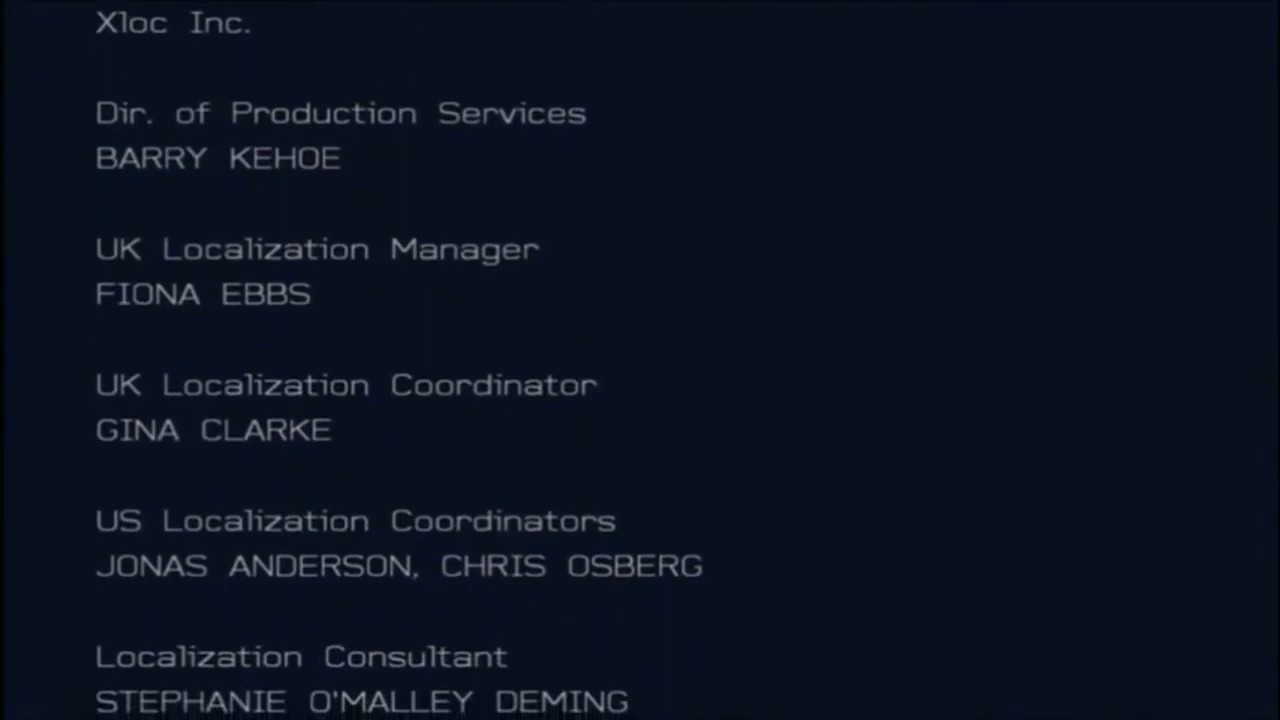 Xloc Inc.
Dir. of Production Services
BARRY KEHOE
UK Localization Manager
FIONA EBBS
UK Localization Coordinator
GINA CLARKE
US Localization Coordinators
JONAS ANDERSON, CHRIS OSBERG
Localization Consultant
STEPHANIE O'MALLEY DEMING